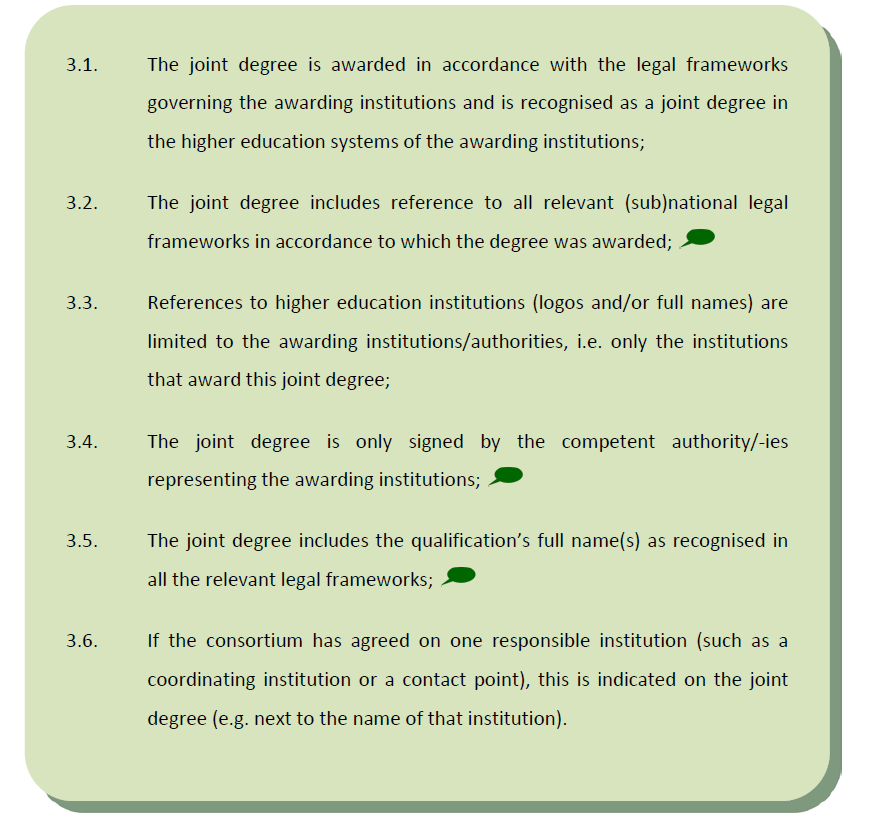 3.1. The joint degree is awarded in accordance with the legal frameworks
governing the awarding institutions and is recognised as a joint degree in
the higher education systems of the awarding institutions;
3.2. The joint degree includes reference to all relevant (sub)national legal
frameworks in accordance to which the degree was awarded;
3.3. References to higher education institutions (logos and/or full names) are
limited to the awarding institutions/authorities, i.e. only the institutions
that award this joint degree;
3.4. The joint degree is only signed by the competent authority/-ies
representing the awarding institutions;
3.5. The joint degree includes the qualification’s full name(s) as recognised in
all the relevant legal frameworks;
3.6. If the consortium has agreed on one responsible institution (such as a
coordinating institution or a contact point), this is indicated on the joint
degree (e.g. next to the name of that institution).